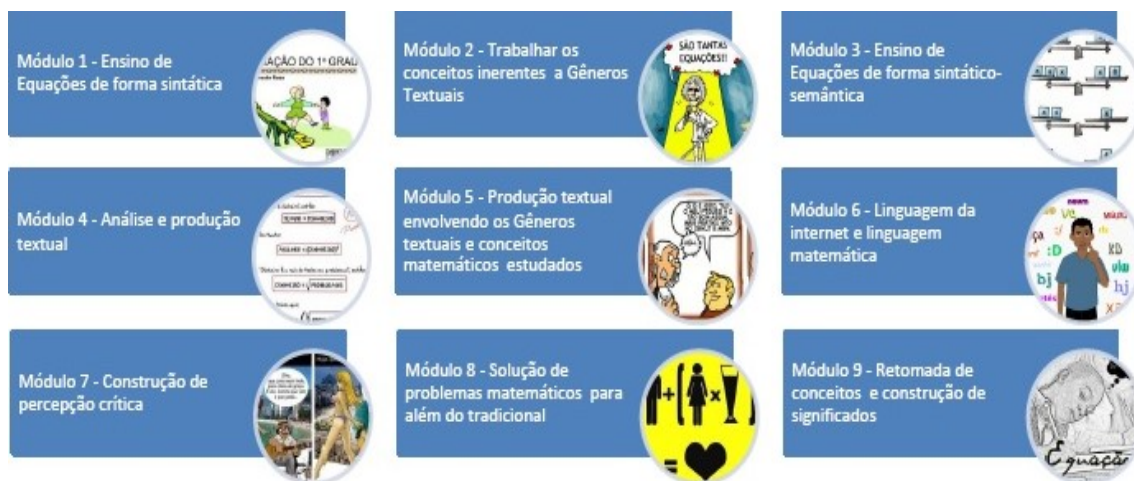 Módulo 1 - Ensino de
Equações de forma sintática
AÇÃO DO 1º GRAU
Módulo 2 - Trabalhar os
conceitos inerentes a Gêneros
Textuais
SÃO TANTAS
EQUAÇÕES!!
Módulo 3 - Ensino de
Equações de forma sintático-
semântica
Módulo 4 - Análise e produção
textual
Módulo 5 - Produção textual
envolvendo os Gêneros
textuais e conceitos
matemáticos estudados
Módulo 6 - Linguagem da
internet e linguagem
matemática
:D
bj
hj
Módulo 7 - Construção de
percepção crítica
Módulo 8 - Solução de
problemas matemáticos para
além do tradicional
+ ( x
=
Módulo 9 - Retomada de
conceitos e construção de
significados
Equaçã